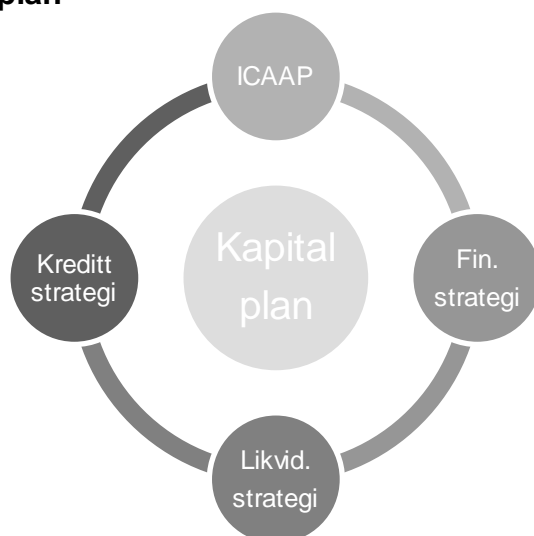 plan
ICAAP
Kreditt
strategi
Kapital
plan
Fin.
strategi
Likvid.
strategi